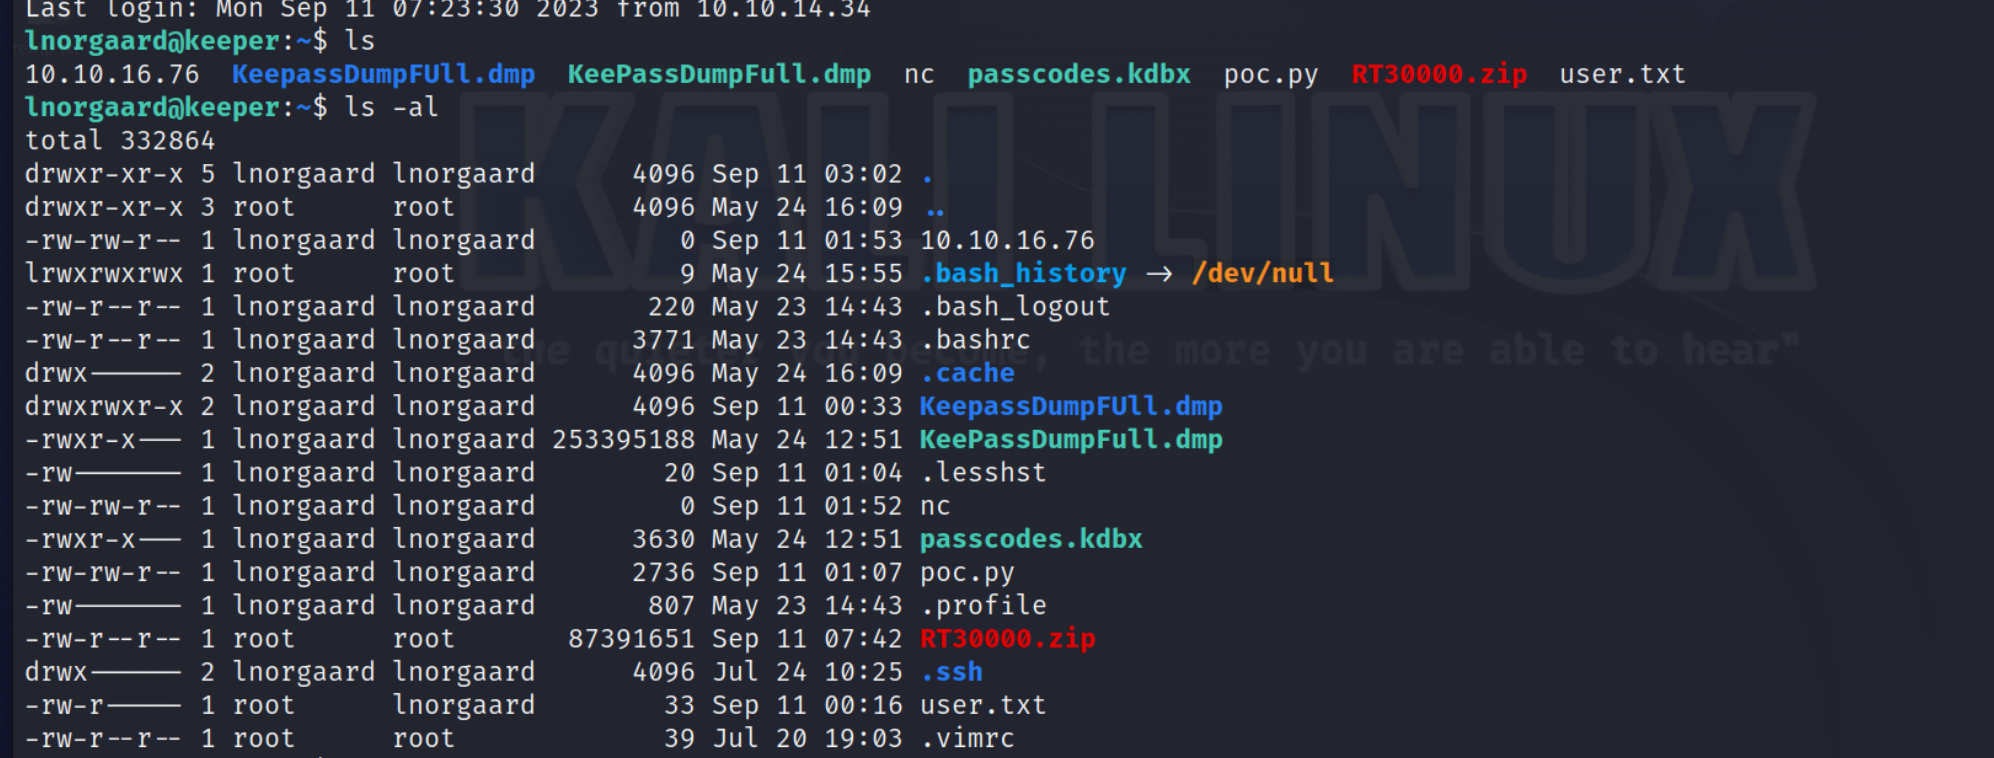 Last login: Mon Sep 11 07:23:30 2023 from 10.10.14.34
lnorgaard@keeper:~$ ls
10.10.16.76  KeepassDumpFUll.dmp  KeePassDumpFull.dmp  nc  passcodes.kdbx  poc.py  RT30000.zip  user.txt
lnorgaard@keeper:~$ ls -al
KALI LINUX
total 332864
drwxr-xr-x 5 lnorgaard lnorgaard      4096 Sep 11 03:02 .
drwxr-xr-x 3 root      root           4096 May 24 16:09 ..
-rw-rw-r-- 1 lnorgaard lnorgaard         0 Sep 11 01:53 10.10.16.76
lrwxrwxrwx 1 root      root              9 May 24 15:55 .bash_history → /dev/null
-rw-r--r-- 1 lnorgaard lnorgaard       220 May 23 14:43 .bash_logout
-rw-r--r-- 1 lnorgaard lnorgaard      3771 May 23 14:43 .bashrc
the quieter you become, the more you are able to hear"
drwx------ 2 lnorgaard lnorgaard      4096 May 24 16:09 .cache
drwxrwxr-x 2 lnorgaard lnorgaard      4096 Sep 11 00:33 KeepassDumpFUll.dmp
-rwxr-x--- 1 lnorgaard lnorgaard 253395188 May 24 12:51 KeePassDumpFull.dmp
-rw------- 1 lnorgaard lnorgaard        20 Sep 11 01:04 .lesshst
-rw-rw-r-- 1 lnorgaard lnorgaard         0 Sep 11 01:52 nc
-rwxr-x--- 1 lnorgaard lnorgaard      3630 May 24 12:51 passcodes.kdbx
-rw-rw-r-- 1 lnorgaard lnorgaard      2736 Sep 11 01:07 poc.py
-rw------- 1 lnorgaard lnorgaard       807 May 23 14:43 .profile
-rw-r--r-- 1 root      root       87391651 Sep 11 07:42 RT30000.zip
drwx------ 2 lnorgaard lnorgaard      4096 Jul 24 10:25 .ssh
-rw-r----- 1 root      lnorgaard        33 Sep 11 00:16 user.txt
-rw-r--r-- 1 root      root             39 Jul 20 19:03 .vimrc